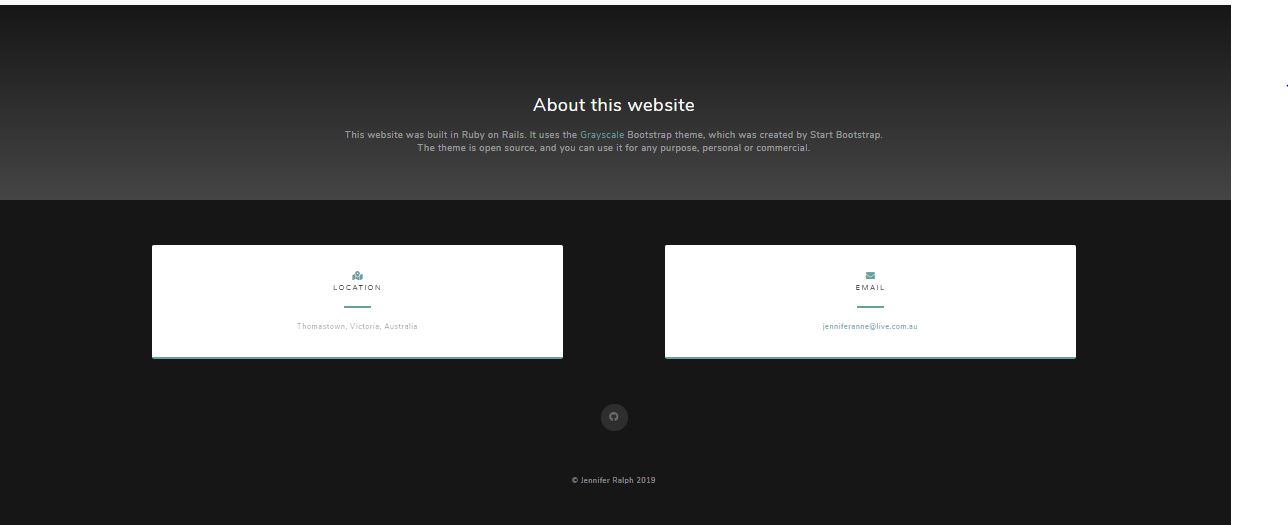 About this website
This website was built in Ruby on Rails. It uses the Grayscale Bootstrap theme, which was created by Start Bootstrap.
The theme is open source, and you can use it for any purpose, personal or commercial.
LOCATION
Thomastown, Victoria, Australia
EMAIL
jenniferanne@live.com.au
© Jennifer Ralph 2019